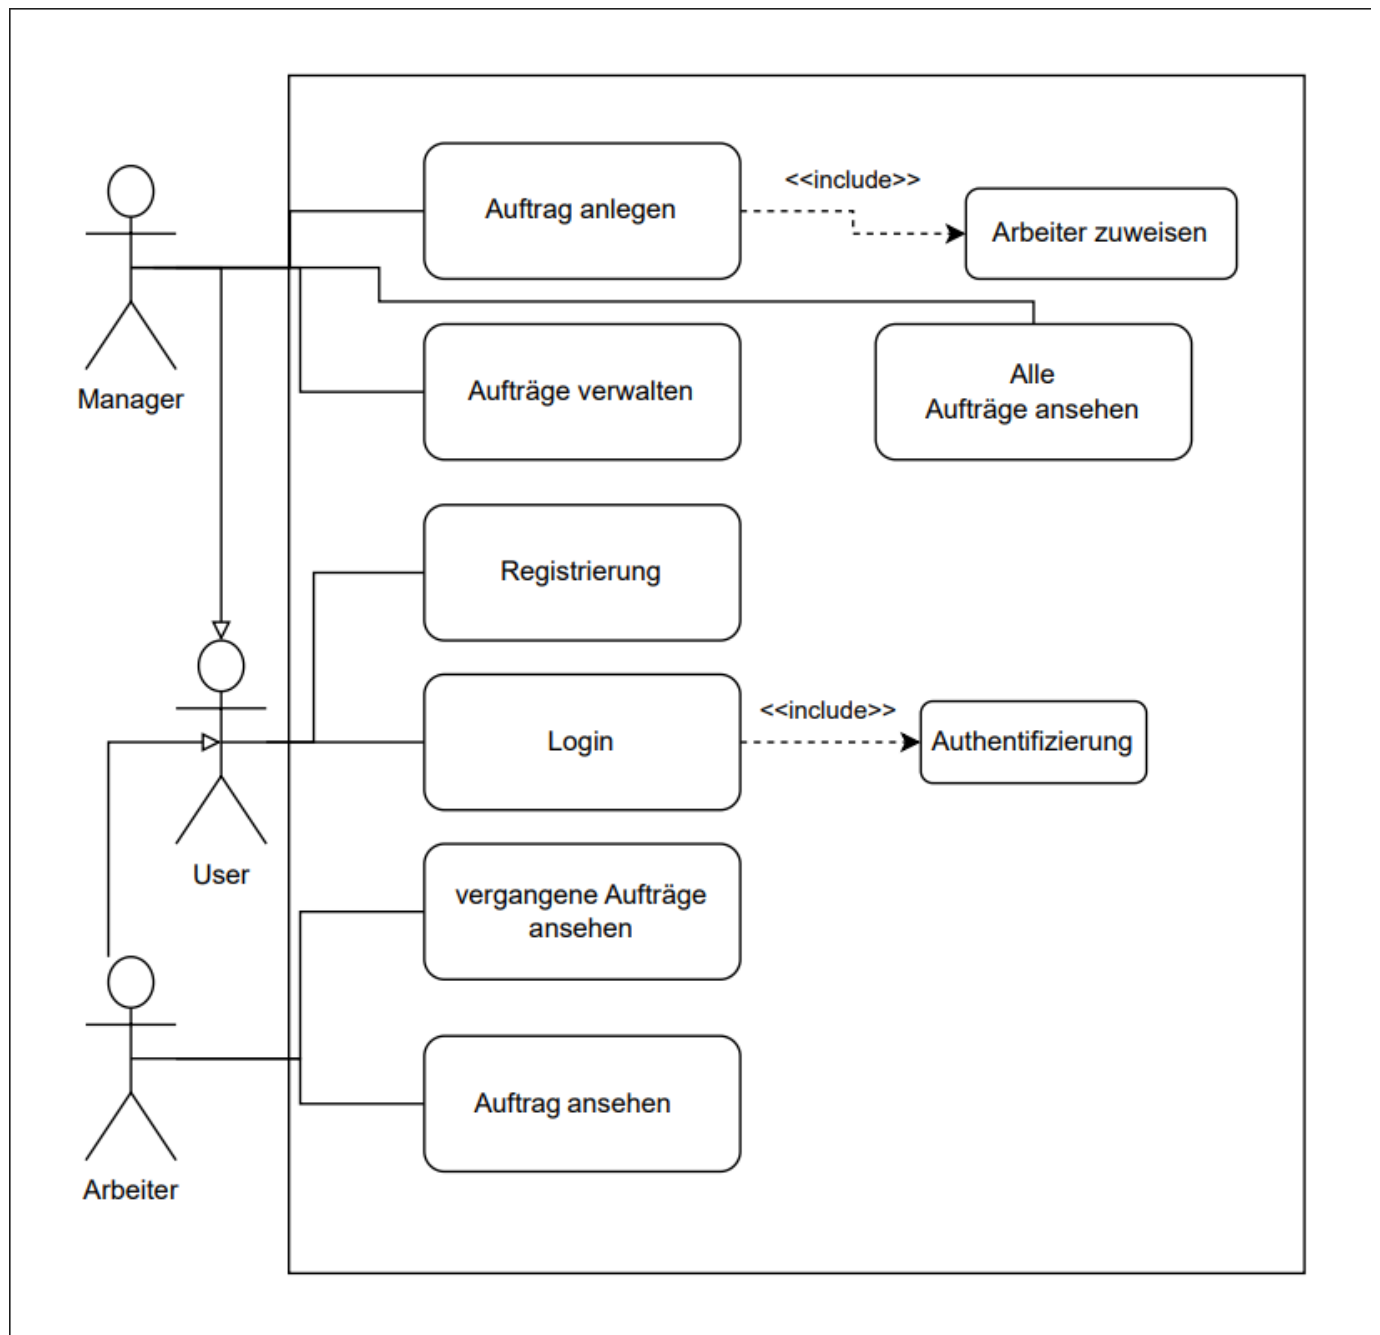 <<include>>
Auftrag anlegen
Arbeiter zuweisen
Manager
Aufträge verwalten
Alle
Aufträge ansehen
Registrierung
<<include>>
Login
Authentifizierung
User
vergangene Aufträge
ansehen
Auftrag ansehen
Arbeiter